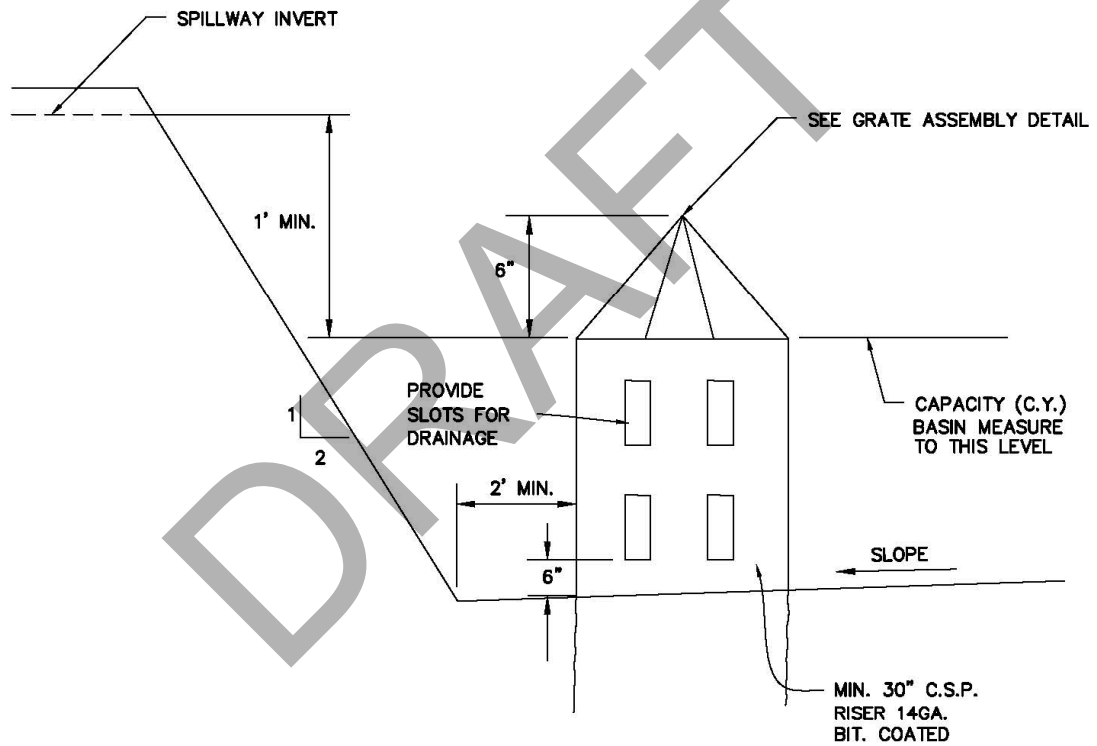 SPILLWAY INVERT
SEE GRATE ASSEMBLY DETAIL
1' MIN.
6"
PROVIDE
SLOTS FOR
DRAINAGE
CAPACITY (C.Y.)
BASIN MEASURE
TO THIS LEVEL
1
2
2' MIN.
6"
SLOPE
MIN. 30" C.S.P.
RISER 14GA.
BIT. COATED
DRAFT